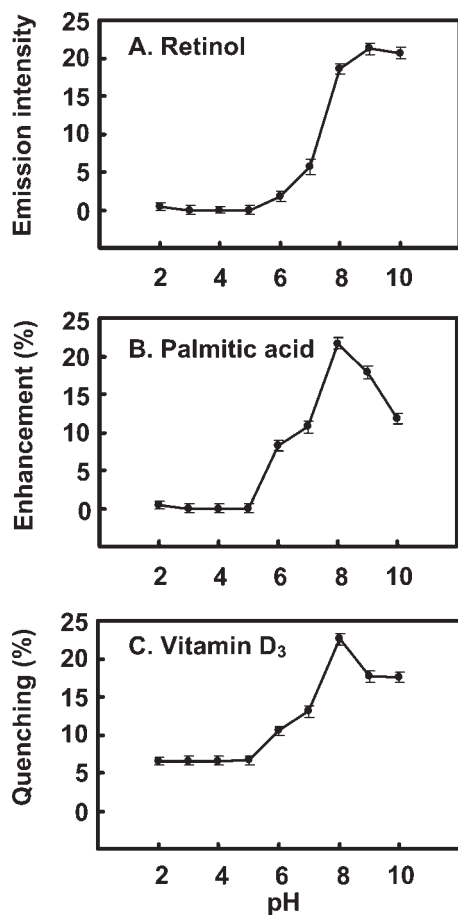 A. Retinol
Emission intensity
25
20
15
10
5
0
2 4 6 8 10
B. Palmitic acid
Enhancement (%)
25
20
15
10
5
0
2 4 6 8 10
C. Vitamin D₃
Quenching (%)
25
20
15
10
5
0
2 4 6 8 10
pH